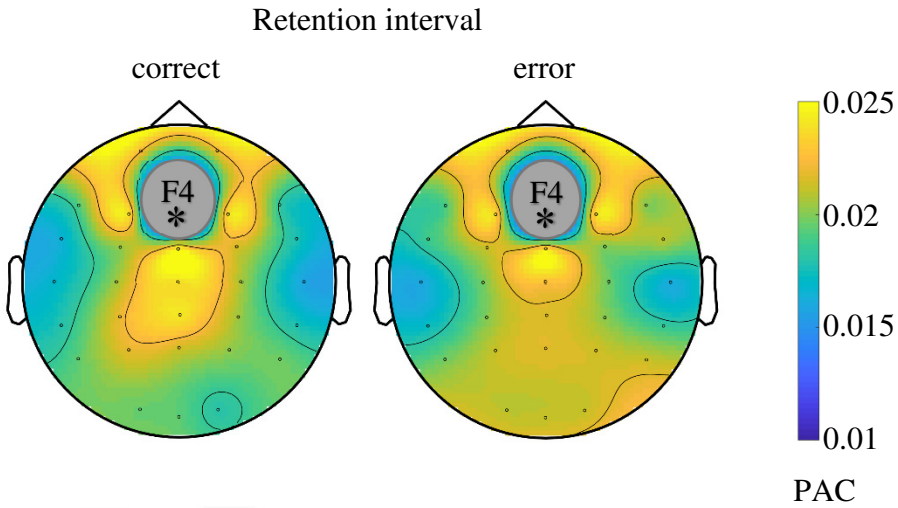 Retention interval
correct
error
F4
*
F4
*
0.025
0.02
0.015
0.01
PAC